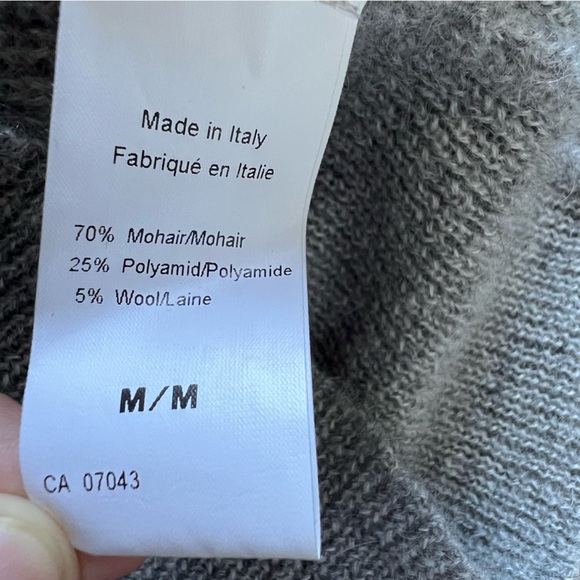 Made in Italy
Fabriqué en Italie
70% Mohair/Mohair
25% Polyamid/Polyamide
5% Wool/Laine
M/M
CA 07043